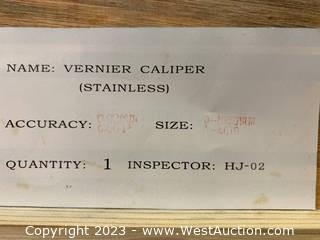 NAME: VERNIER CALIPER
(STAINLESS)
ACCURACY: SIZE:
QUANTITY: 1 INSPECTOR: HJ-02
Copyright 2023 - www.WestAuction.com